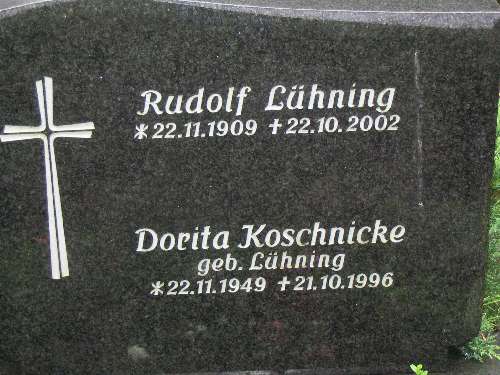 Rudolf Lühning
* 22.11.1909 † 22.10.2002
Dorita Koschnicke
geb. Lühning
* 22.11.1949 † 21.10.1996